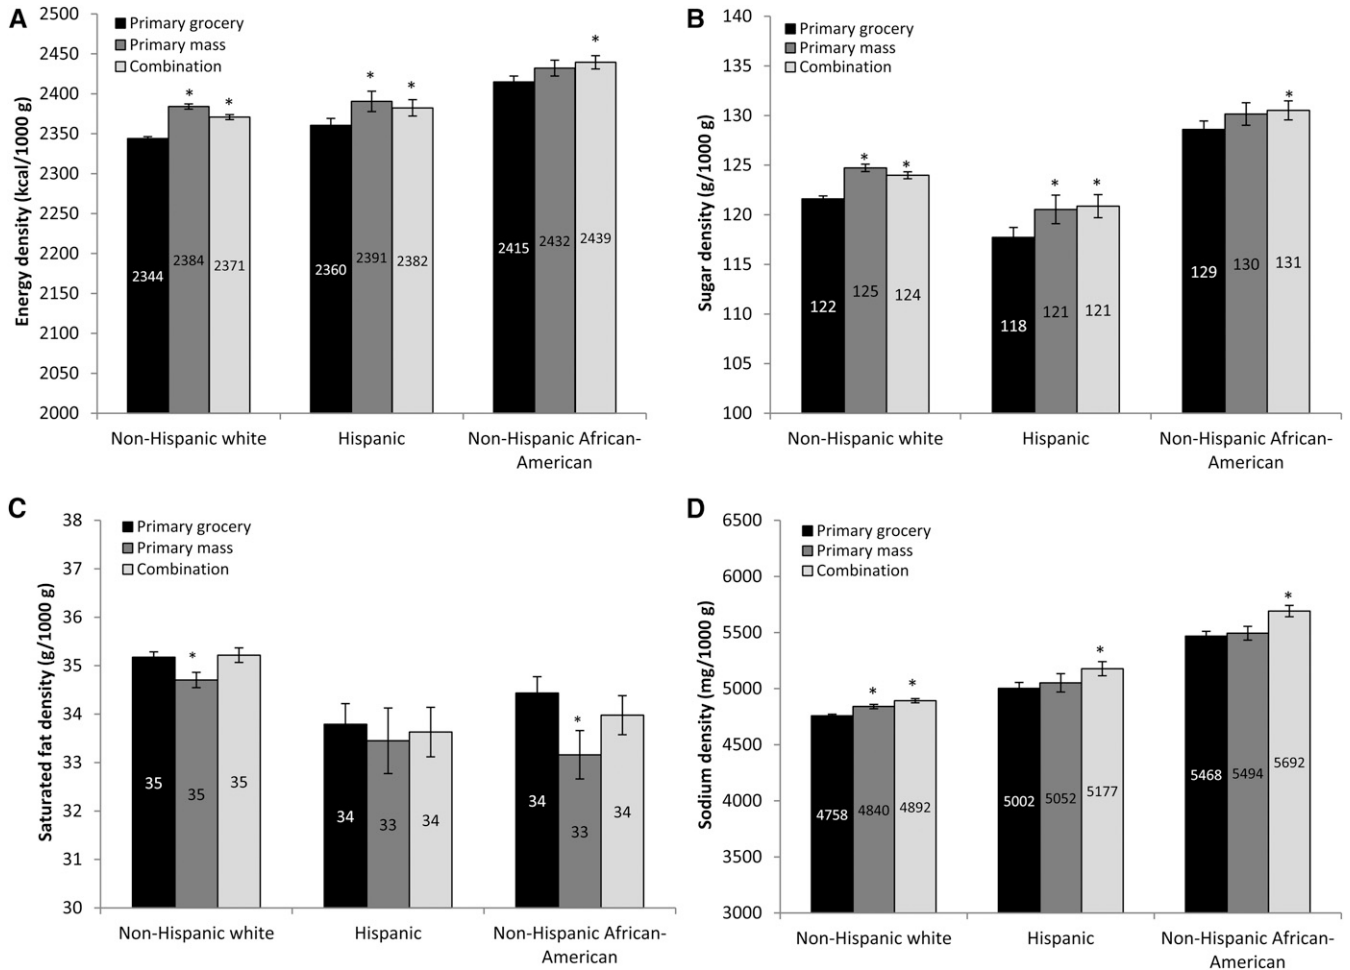 A
Energy density (kcal/1000 g)
2500
2450
2400
2350
2300
2250
2200
2150
2100
2050
2000
Primary grocery
Primary mass
Combination
* * * * *
2344 2384 2371 2360 2391 2382 2415 2432 2439
Non-Hispanic white Hispanic Non-Hispanic African-
American
B
Sugar density (g/1000 g)
140
135
130
125
120
115
110
105
100
Primary grocery
Primary mass
Combination
* * * * *
122 125 124 118 121 121 129 130 131
Non-Hispanic white Hispanic Non-Hispanic African-
American
C
Saturated fat density (g/1000 g)
38
37
36
35
34
33
32
31
30
Primary grocery
Primary mass
Combination
* *
35 35 35 34 33 34 34 33 34
Non-Hispanic white Hispanic Non-Hispanic African-
American
D
Sodium density (mg/1000 g)
6500
6000
5500
5000
4500
4000
3500
3000
Primary grocery
Primary mass
Combination
* * * *
4758 4840 4892 5002 5052 5177 5468 5494 5692
Non-Hispanic white Hispanic Non-Hispanic African-
American